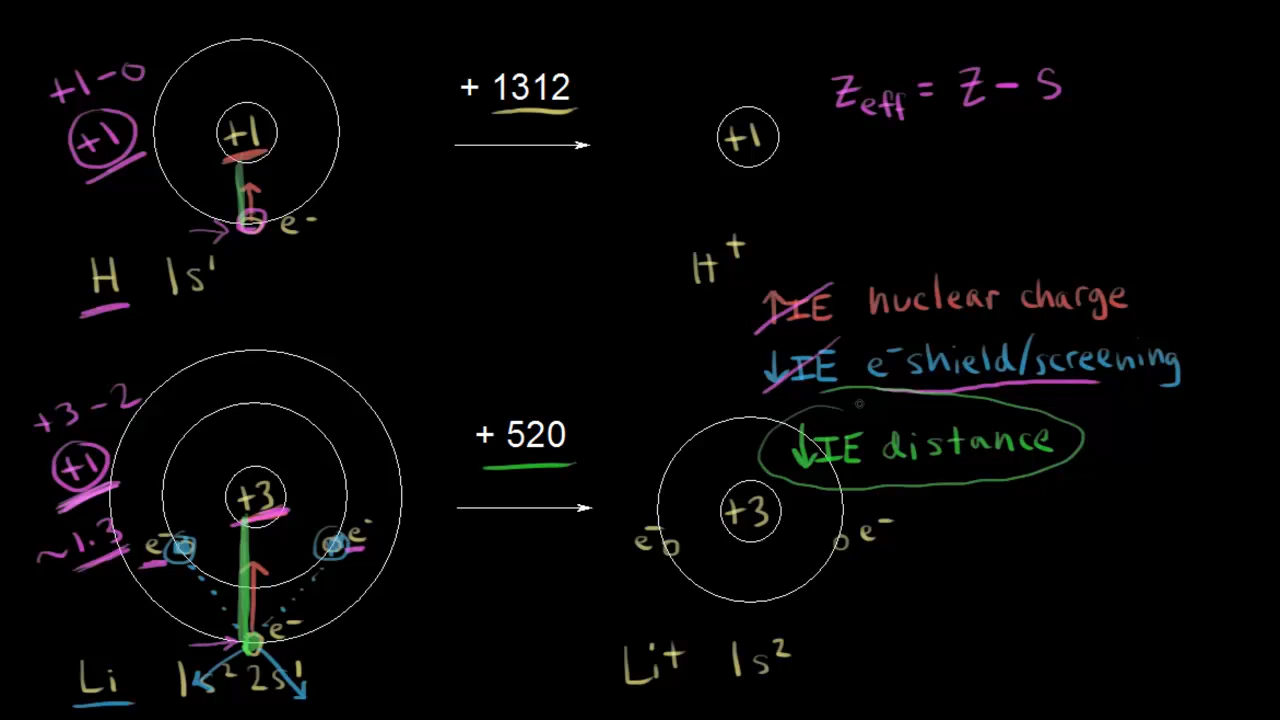 +1-0
+1
+1
e⁻
H 1s¹
+ 1312
+1
H⁺
Z_eff = Z - S
↑IE nuclear charge
↓IE e⁻shield/screening
↓IE distance
+3-2
+1
~1.3
+3
e⁻
e⁻
e⁻
Li 1s² 2s¹
+ 520
+3
e⁻
e⁻
Li⁺ 1s²